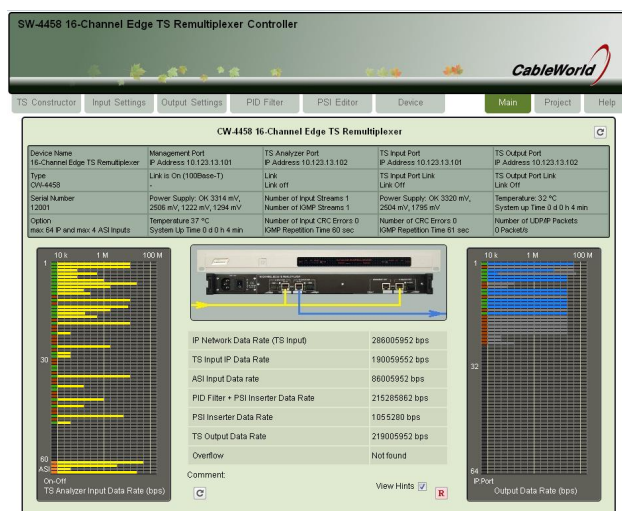 SW-4458 16-Channel Edge TS Remultiplexer Controller
CableWorld
TS Constructor Input Settings Output Settings PID Filter PSI Editor Device Main Project Help
CW-4458 16-Channel Edge TS Remultiplexer
Device Name Management Port TS Analyzer Port TS Input Port TS Output Port
16-Channel Edge TS Remultiplexer IP Address 10.123.13.101 IP Address 10.123.13.102 IP Address 10.123.13.101 IP Address 10.123.13.102
Type Link is On (100Base-T) Link TS Input Port Link TS Output Port Link
CW-4458 - Link off Link Off Link Off
Serial Number Power Supply: OK 3314 mV, Number of Input Streams 1 Power Supply: OK 3320 mV, Temperature: 32 °C
12001 2506 mV, 1222 mV, 1294 mV Number of IGMP Streams 1 2504 mV, 1795 mV System up Time 0 d 0 h 4 min
Option Temperature 37 °C Number of Input CRC Errors 0 Number of CRC Errors 0 Number of UDP/IP Packets
max 64 IP and max 4 ASI Inputs System Up Time 0 d 0 h 4 min IGMP Repetition Time 60 sec IGMP Repetition Time 61 sec 0 Packet/s
10 k 1 M 100 M
1
30
60
ASI
On-Off
TS Analyzer Input Data Rate (bps)
IP Network Data Rate (TS Input) 286005952 bps
TS Input IP Data Rate 190059952 bps
ASI Input Data rate 86005952 bps
PID Filter + PSI Inserter Data Rate 215285862 bps
PSI Inserter Data Rate 1055280 bps
TS Output Data Rate 219005952 bps
Overflow Not found
Comment:
View Hints
R
10 k 1 M 100 M
1
32
64
IP:Port
Output Data Rate (bps)